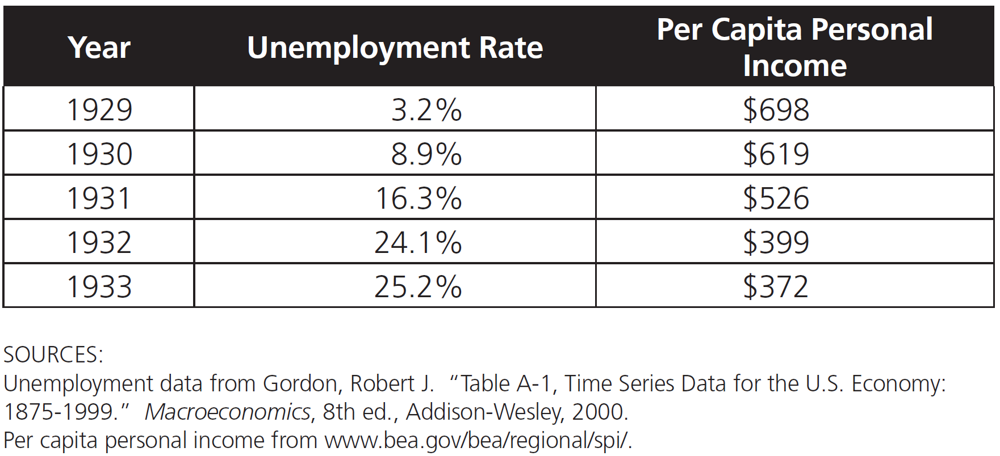 Year Unemployment Rate Per Capita Personal
Income
1929 3.2% $698
1930 8.9% $619
1931 16.3% $526
1932 24.1% $399
1933 25.2% $372
SOURCES:
Unemployment data from Gordon, Robert J. “Table A-1, Time Series Data for the U.S. Economy:
1875-1999.” Macroeconomics, 8th ed., Addison-Wesley, 2000.
Per capita personal income from www.bea.gov/bea/regional/spi/.